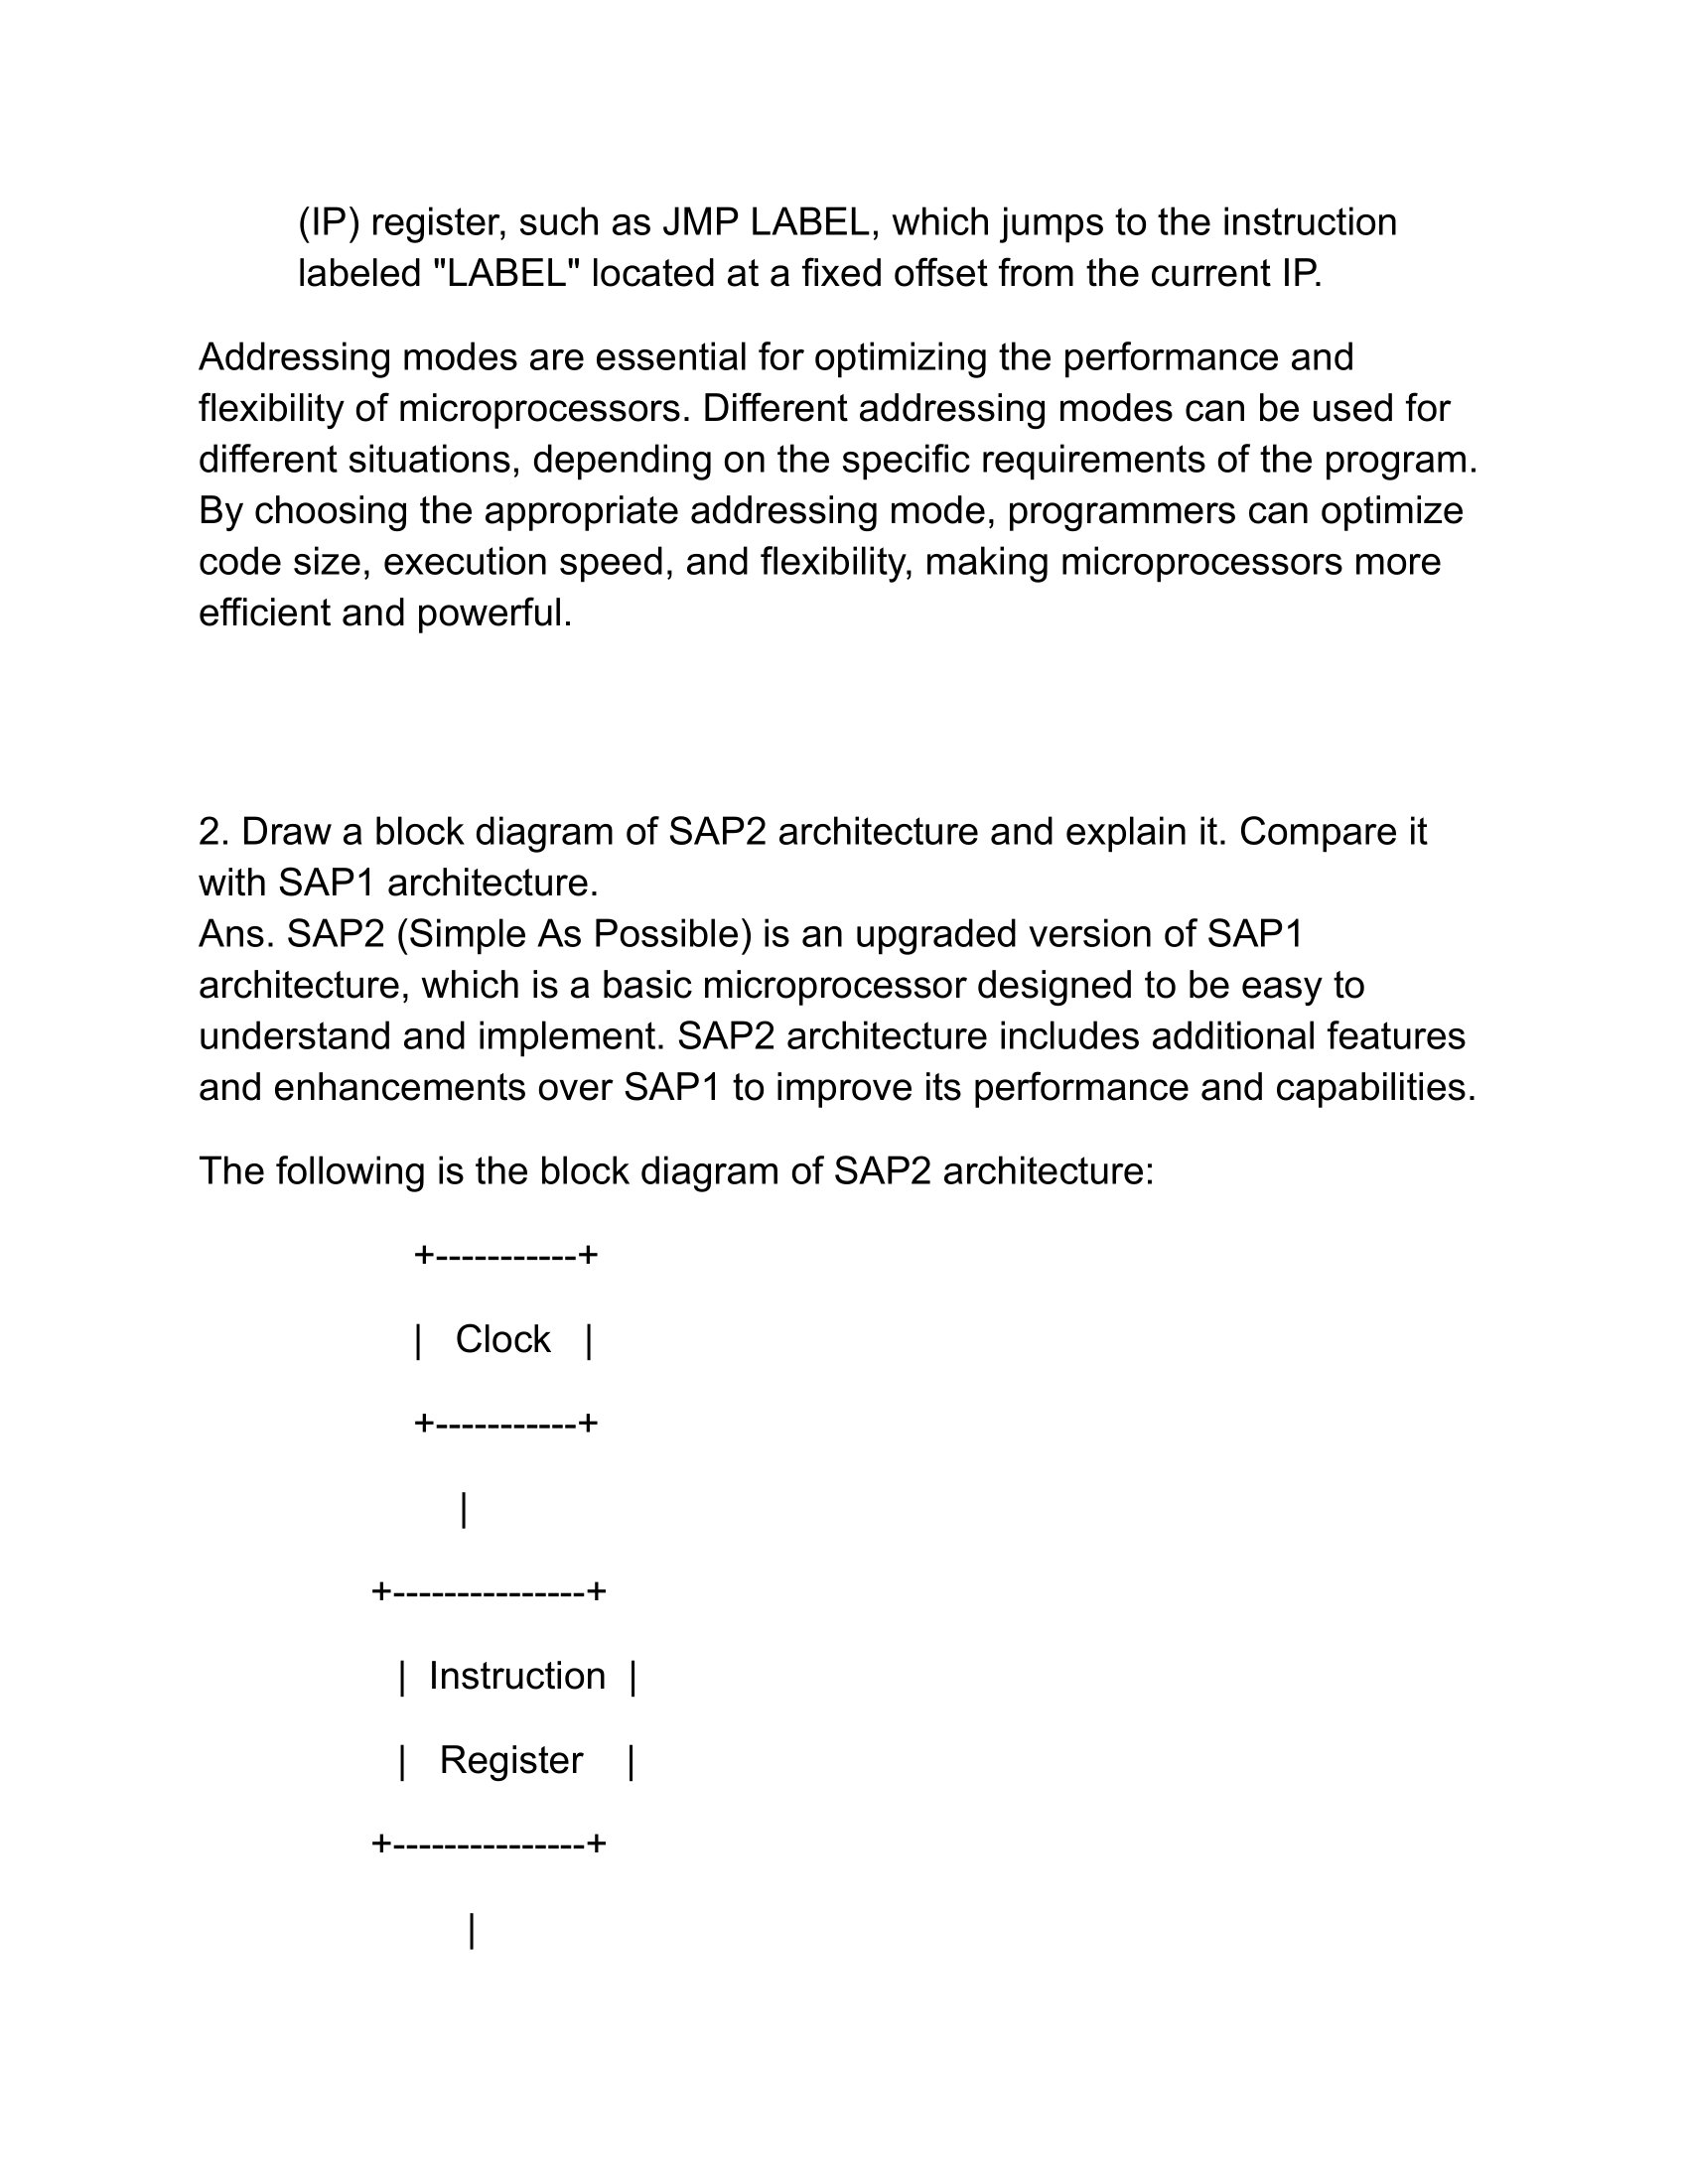 (IP) register, such as JMP LABEL, which jumps to the instruction
labeled "LABEL" located at a fixed offset from the current IP.
Addressing modes are essential for optimizing the performance and
flexibility of microprocessors. Different addressing modes can be used for
different situations, depending on the specific requirements of the program.
By choosing the appropriate addressing mode, programmers can optimize
code size, execution speed, and flexibility, making microprocessors more
efficient and powerful.
2. Draw a block diagram of SAP2 architecture and explain it. Compare it
with SAP1 architecture.
Ans. SAP2 (Simple As Possible) is an upgraded version of SAP1
architecture, which is a basic microprocessor designed to be easy to
understand and implement. SAP2 architecture includes additional features
and enhancements over SAP1 to improve its performance and capabilities.
The following is the block diagram of SAP2 architecture:
+-----------+
|   Clock   |
+-----------+
|
+---------------+
|  Instruction  |
|   Register    |
+---------------+
|